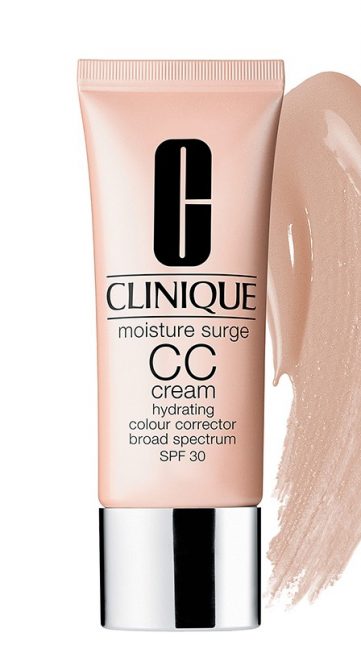 C
CLINIQUE
moisture surge
CC
cream
hydrating
colour corrector
broad spectrum
SPF 30